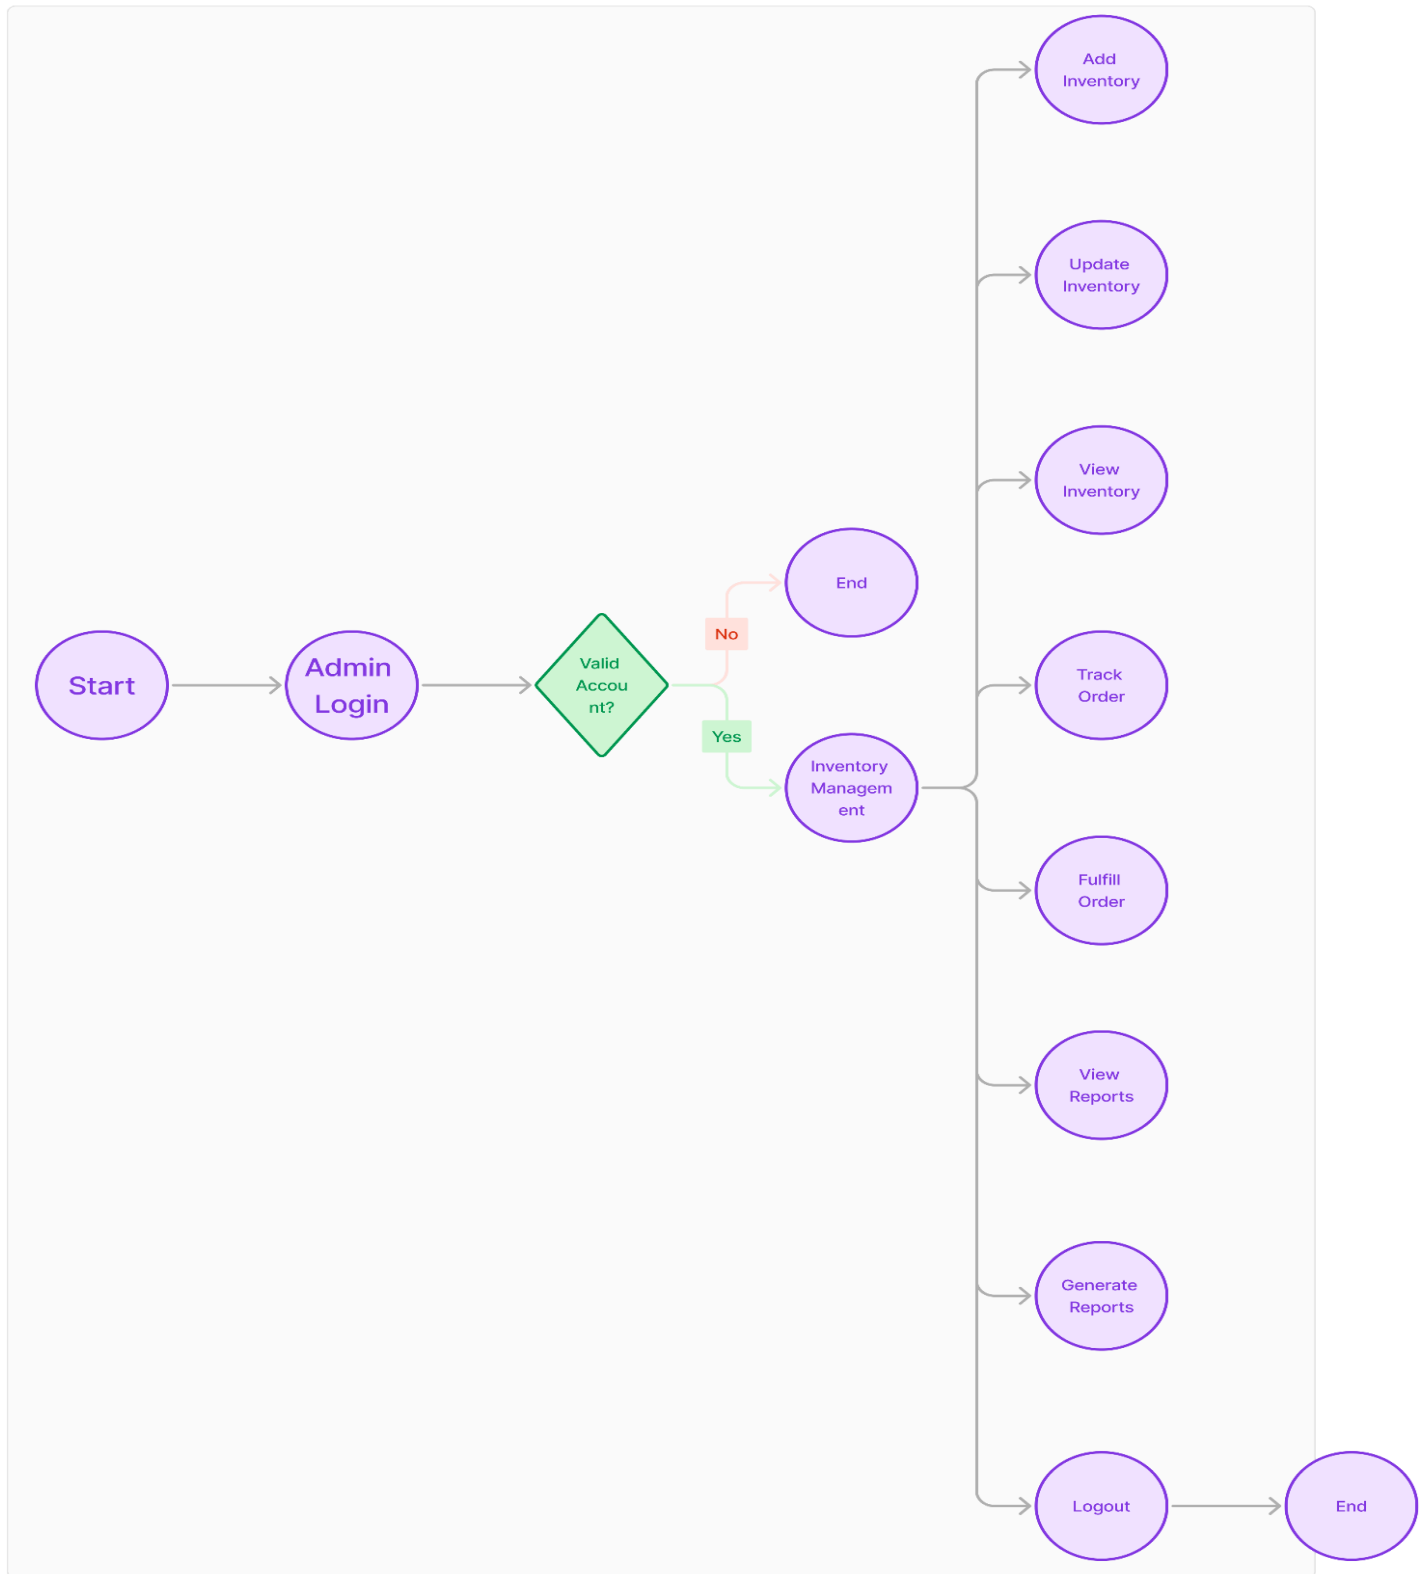 Start
Admin
Login
Valid
Accou
nt?
No
Yes
End
Inventory
Managem
ent
Add
Inventory
Update
Inventory
View
Inventory
Track
Order
Fulfill
Order
View
Reports
Generate
Reports
Logout
End